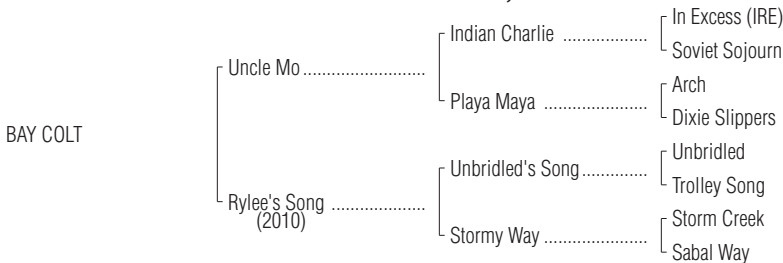 In Excess (IRE)
Indian Charlie ...................
Soviet Sojourn
Uncle Mo ...........................
Arch
Playa Maya .......................
Dixie Slippers
BAY COLT
Unbridled
Unbridled's Song ...............
Trolley Song
Rylee's Song .....................
(2010)
Storm Creek
Stormy Way .......................
Sabal Way